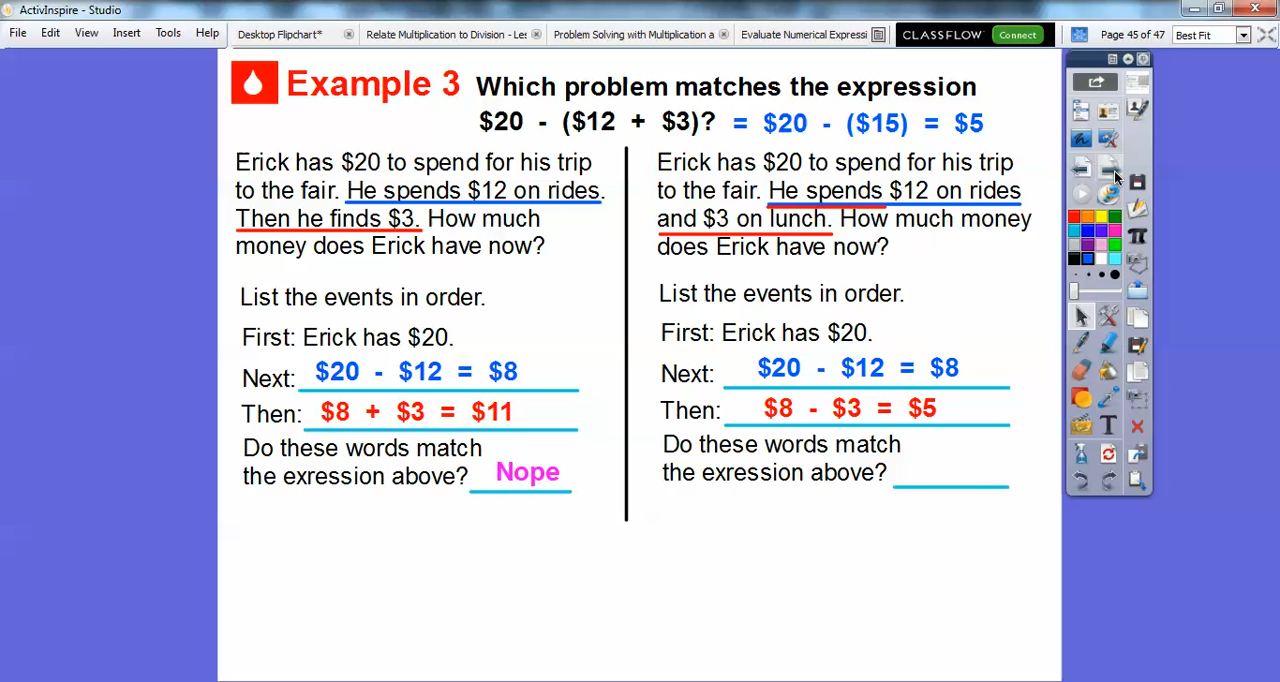 ActivInspire - Studio
File Edit View Insert Tools Help
Desktop Flipchart* Relate Multiplication to Division - Les Problem Solving with Multiplication a Evaluate Numerical Expressi CLASSFLOW Connect Page 45 of 47 Best Fit
Example 3 Which problem matches the expression
$20 - ($12 + $3)? = $20 - ($15) = $5
Erick has $20 to spend for his trip
to the fair. He spends $12 on rides.
Then he finds $3. How much
money does Erick have now?
List the events in order.
First: Erick has $20.
Next: $20 - $12 = $8
Then: $8 + $3 = $11
Do these words match
the exression above? Nope
Erick has $20 to spend for his trip
to the fair. He spends $12 on rides
and $3 on lunch. How much money
does Erick have now?
List the events in order.
First: Erick has $20.
Next: $20 - $12 = $8
Then: $8 - $3 = $5
Do these words match
the exression above?